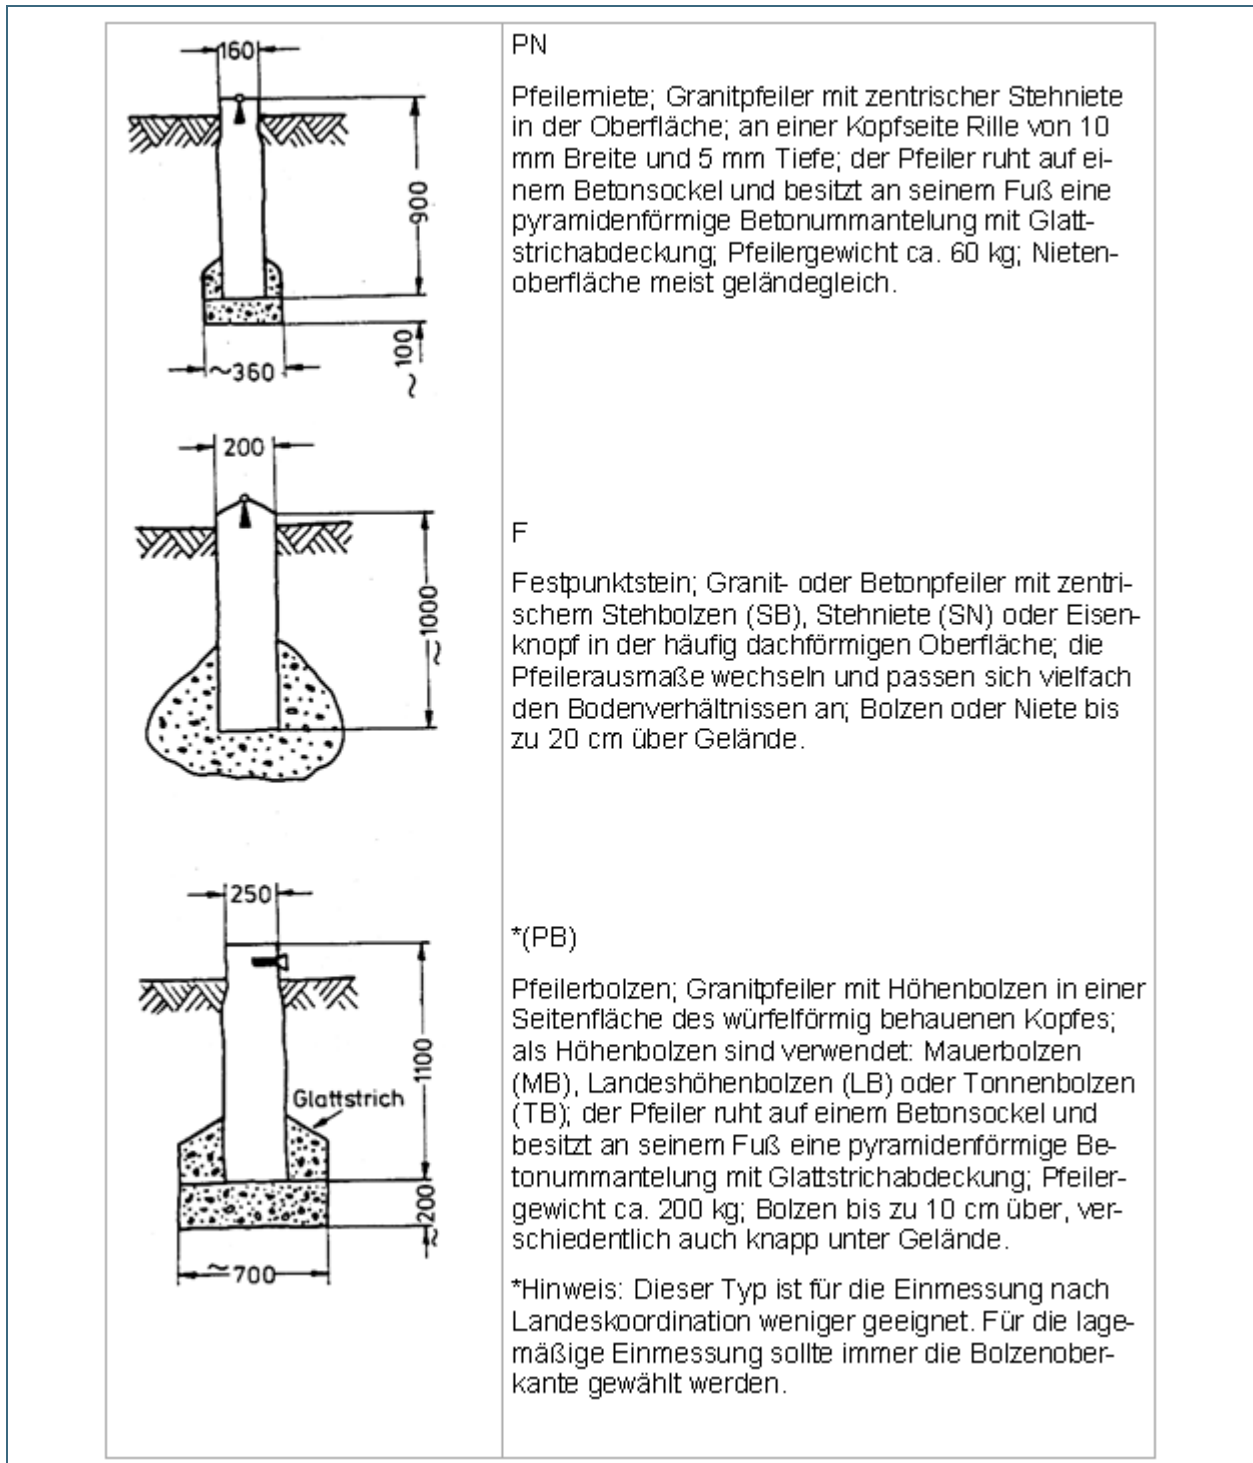 160
900
~100
~360
PN
Pfeilerniete; Granitpfeiler mit zentrischer Stehniete
in der Oberfläche; an einer Kopfseite Rille von 10
mm Breite und 5 mm Tiefe; der Pfeiler ruht auf ei-
nem Betonsockel und besitzt an seinem Fuß eine
pyramidenförmige Betonummantelung mit Glatt-
strichabdeckung; Pfeilergewicht ca. 60 kg; Nieten-
oberfläche meist geländegleich.
200
~1000
F
Festpunktstein; Granit- oder Betonpfeiler mit zentri-
schem Stehbolzen (SB), Stehniete (SN) oder Eisen-
knopf in der häufig dachförmigen Oberfläche; die
Pfeilerausmaße wechseln und passen sich vielfach
den Bodenverhältnissen an; Bolzen oder Niete bis
zu 20 cm über Gelände.
250
1100
Glattstrich
~200
~700
*(PB)
Pfeilerbolzen; Granitpfeiler mit Höhenbolzen in einer
Seitenfläche des würfelförmig behauenen Kopfes;
als Höhenbolzen sind verwendet: Mauerbolzen
(MB), Landeshöhenbolzen (LB) oder Tonnenbolzen
(TB); der Pfeiler ruht auf einem Betonsockel und
besitzt an seinem Fuß eine pyramidenförmige Be-
tonummantelung mit Glattstrichabdeckung; Pfeiler-
gewicht ca. 200 kg; Bolzen bis zu 10 cm über, ver-
schiedentlich auch knapp unter Gelände.
*Hinweis: Dieser Typ ist für die Einmessung nach
Landeskoordination weniger geeignet. Für die lage-
mäßige Einmessung sollte immer die Bolzenober-
kante gewählt werden.